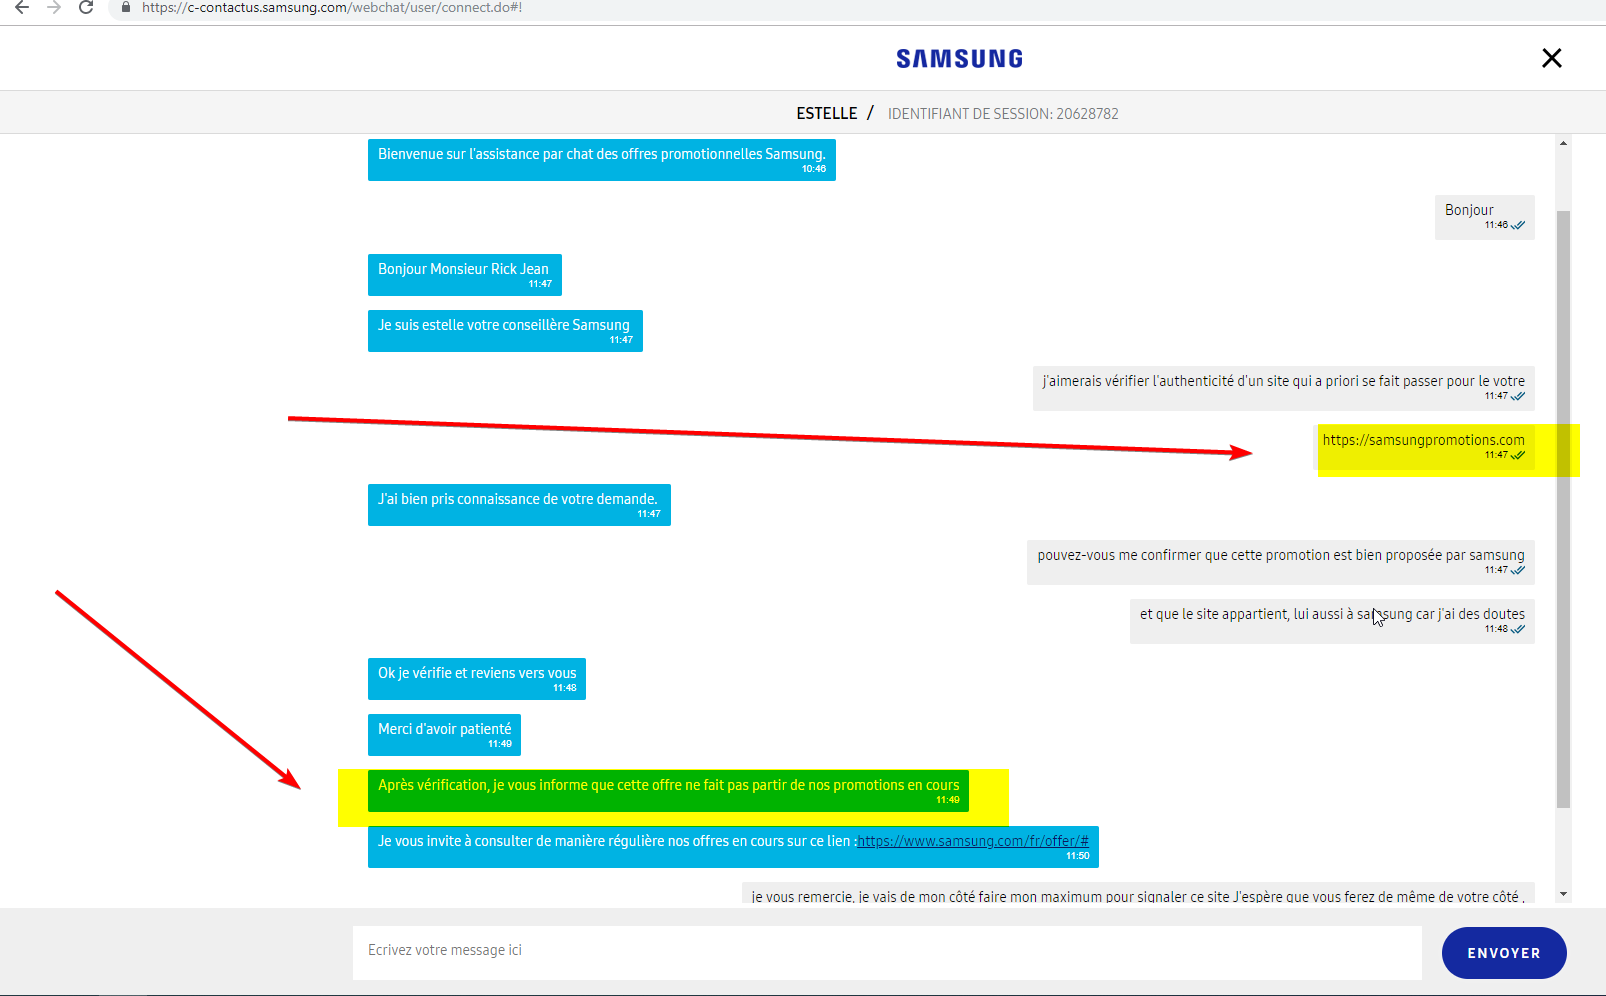 https://c-contactus.samsung.com/webchat/user/connect.do#!
SAMSUNG
ESTELLE / IDENTIFIANT DE SESSION: 20628782
Bienvenue sur l'assistance par chat des offres promotionnelles Samsung.
10:46
Bonjour
11:46
Bonjour Monsieur Rick Jean
11:47
Je suis estelle votre conseillère Samsung
11:47
j'aimerais vérifier l'authenticité d'un site qui a priori se fait passer pour le votre
11:47
https://samsungpromotions.com
11:47
J'ai bien pris connaissance de votre demande.
11:47
pouvez-vous me confirmer que cette promotion est bien proposée par samsung
11:47
et que le site appartient, lui aussi à samsung car j'ai des doutes
11:48
Ok je vérifie et reviens vers vous
11:48
Merci d'avoir patienté
11:49
Après vérification, je vous informe que cette offre ne fait pas partir de nos promotions en cours
11:49
Je vous invite à consulter de manière régulière nos offres en cours sur ce lien :https://www.samsung.com/fr/offer/#
11:50
je vous remercie, je vais de mon côté faire mon maximum pour signaler ce site J'espère que vous ferez de même de votre côté ,
Ecrivez votre message ici
ENVOYER